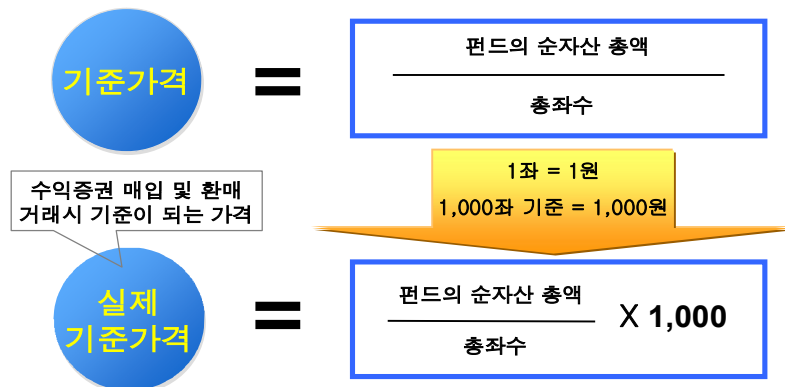 기준가격
=
펀드의 순자산 총액
총좌수
1좌 = 1원
1,000좌 기준 = 1,000원
수익증권 매입 및 환매
거래시 기준이 되는 가격
실제
기준가격
=
펀드의 순자산 총액
총좌수
X 1,000